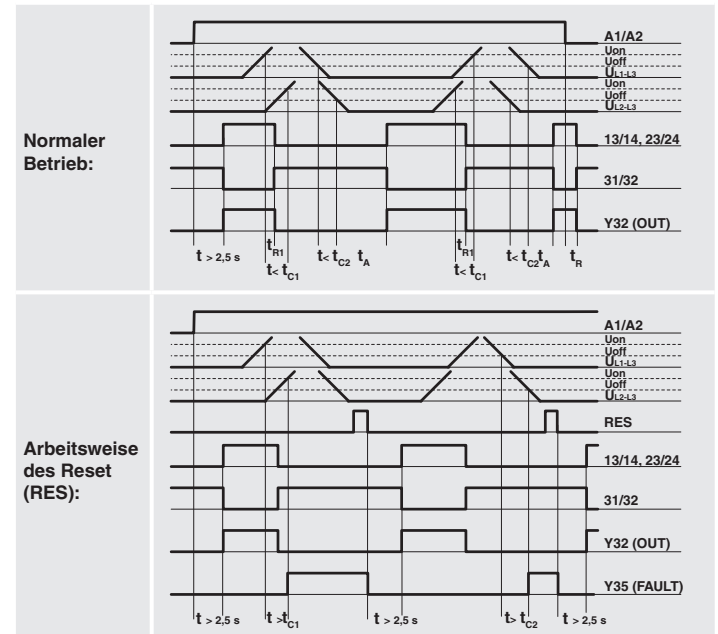 Normaler
Betrieb:
A1/A2
Uon
Uoff
UL1-L3
Uon
Uoff
UL2-L3
13/14, 23/24
31/32
Y32 (OUT)
t > 2,5 s
tR1
t< tC1
t< tC2
tA
tR1
t< tC1
t< tC2
tA
tR
Arbeitsweise
des Reset
(RES):
A1/A2
Uon
Uoff
UL1-L3
Uon
Uoff
UL2-L3
RES
13/14, 23/24
31/32
Y32 (OUT)
Y35 (FAULT)
t > 2,5 s
t >tC1
t > 2,5 s
t> tC2
t > 2,5 s